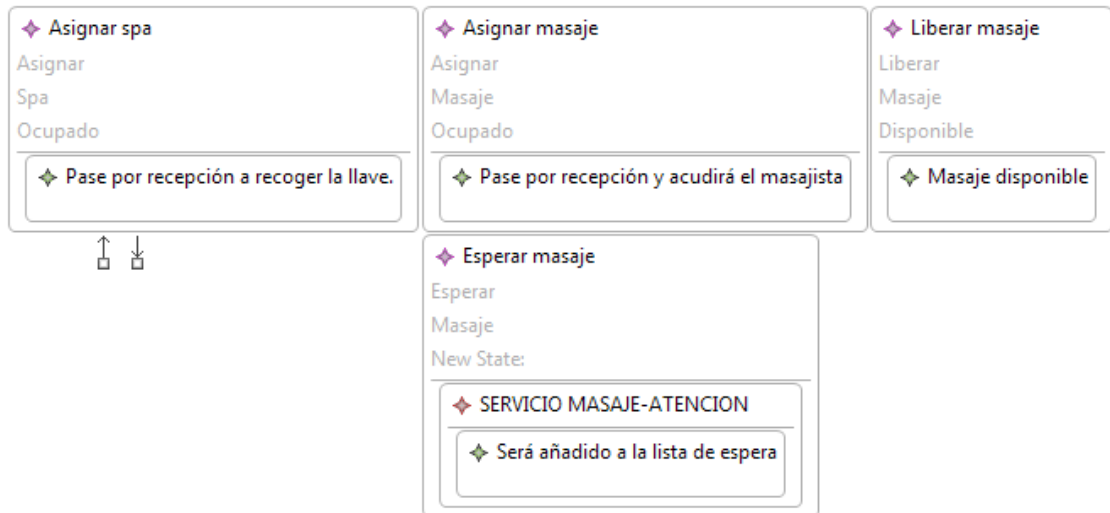 Asignar spa
Asignar
Spa
Ocupado
Pase por recepción a recoger la llave.
Asignar masaje
Asignar
Masaje
Ocupado
Pase por recepción y acudirá el masajista
Liberar masaje
Liberar
Masaje
Disponible
Masaje disponible
Esperar masaje
Esperar
Masaje
New State:
SERVICIO MASAJE-ATENCION
Será añadido a la lista de espera